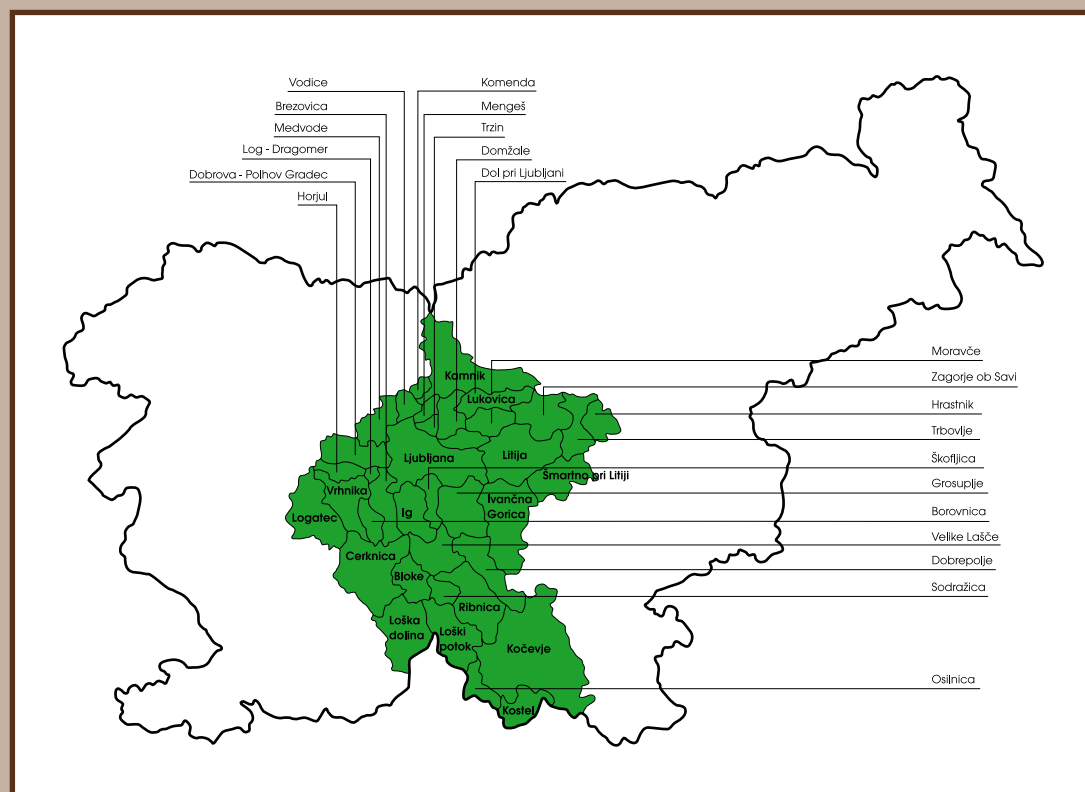 Vodice
Brezovica
Medvode
Log - Dragomer
Dobrova - Polhov Gradec
Horjul
Komenda
Mengeš
Trzin
Domžale
Dol pri Ljubljani
Moravče
Zagorje ob Savi
Hrastnik
Trbovlje
Škofljica
Grosuplje
Borovnica
Velike Lašče
Dobrepolje
Sodražica
Osilnica
Kamnik
Lukovica
Ljubljana
Litija
Šmartno pri Litiji
Vrhnika
Ivančna
Gorica
Logatec
Ig
Cerknica
Bloke
Ribnica
Loška
dolina
Loški
potok
Kočevje
Kostel